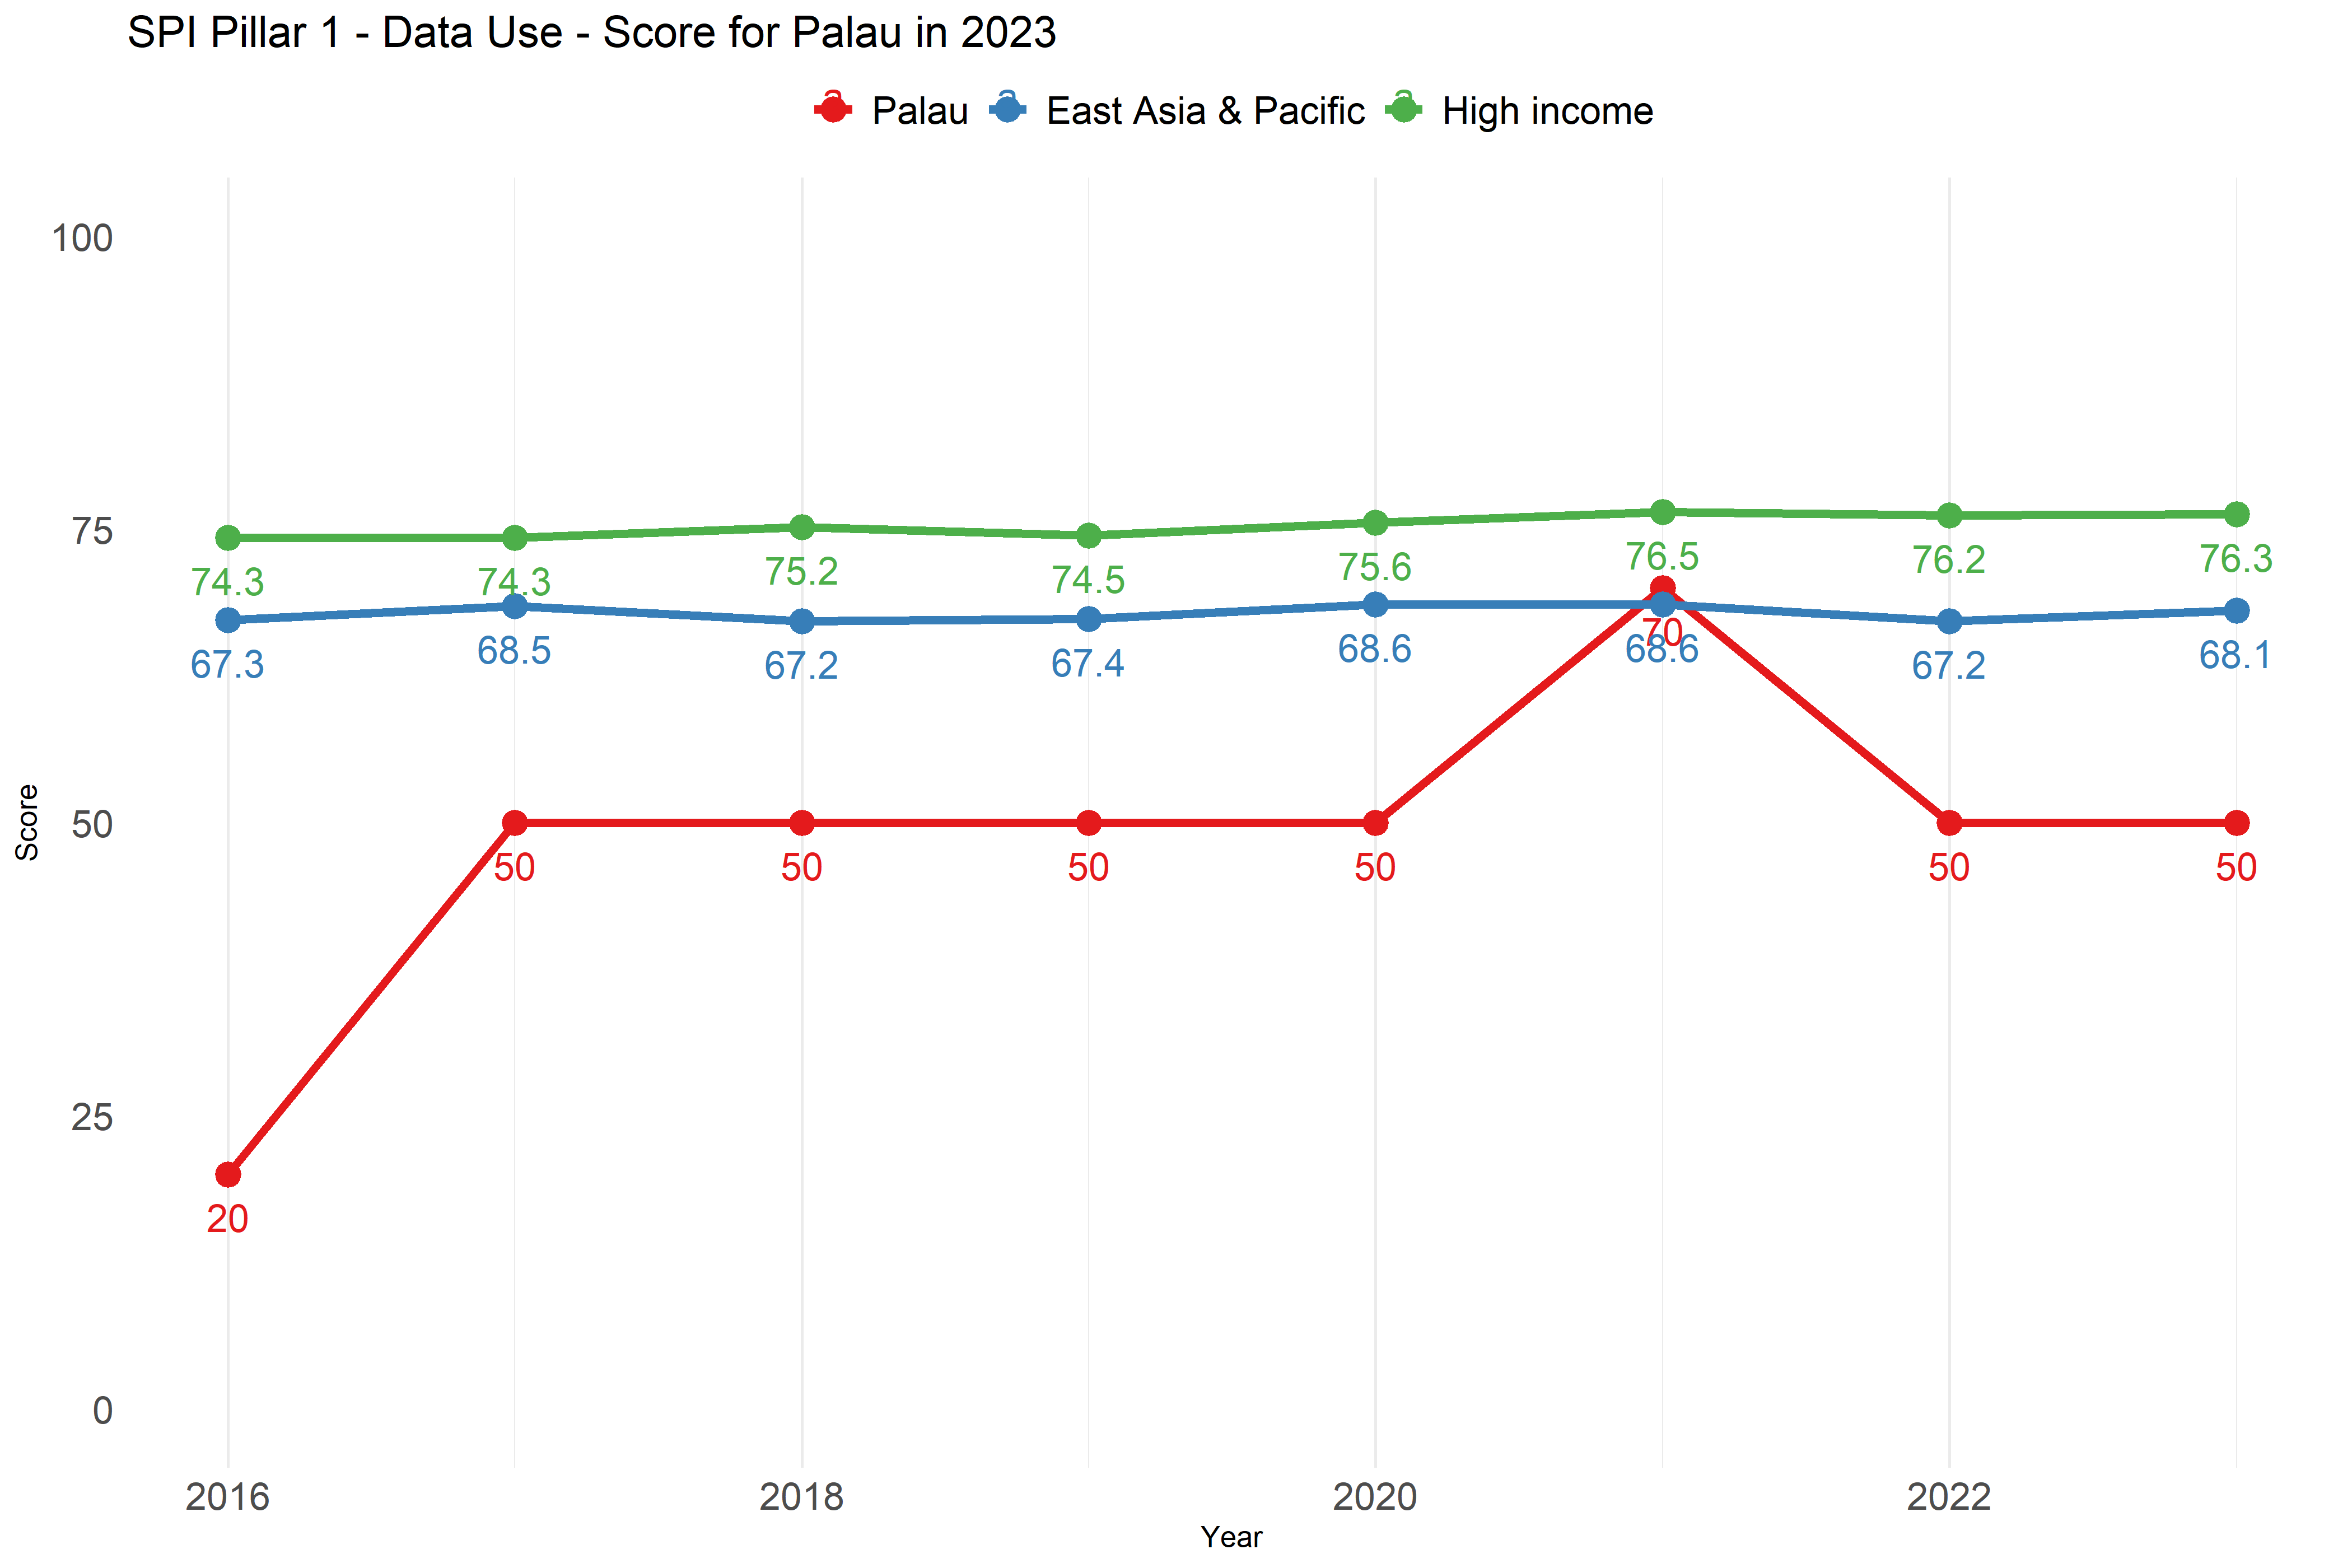 SPI Pillar 1 - Data Use - Score for Palau in 2023
a Palau a East Asia & Pacific a High income
100
75
50
25
0
Score
74.3 74.3 75.2 74.5 75.6 76.5 76.2 76.3
67.3 68.5 67.2 67.4 68.6 68.6 67.2 68.1
20 50 50 50 50 70 50 50
2016 2018 2020 2022
Year